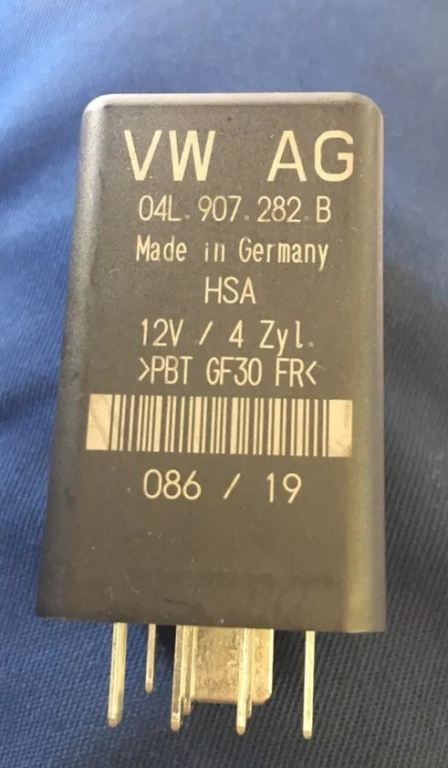 VW AG
04L 907 282 B
Made in Germany
HSA
12V / 4 Zyl.
>PBT GF30 FR<
086 / 19